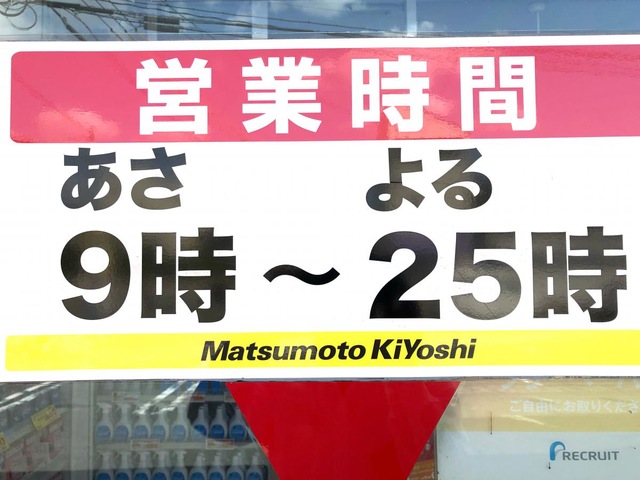 営業時間
あさ よる
9時～25時
Matsumoto KiYoshi
ご自由にお取りくださ
RECRUIT